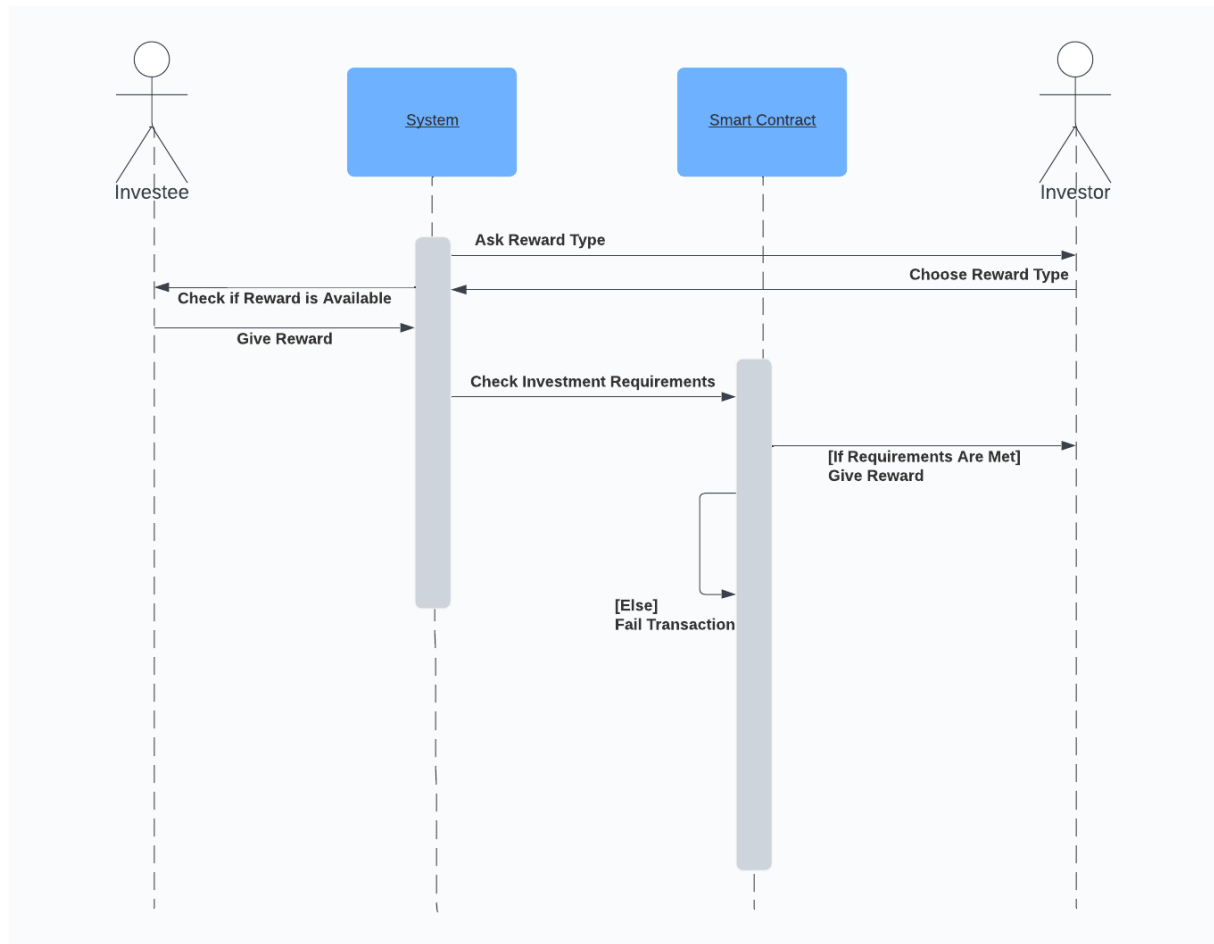 System
Smart Contract
Investee
Investor
Ask Reward Type
Choose Reward Type
Check if Reward is Available
Give Reward
Check Investment Requirements
[If Requirements Are Met]
Give Reward
[Else]
Fail Transaction